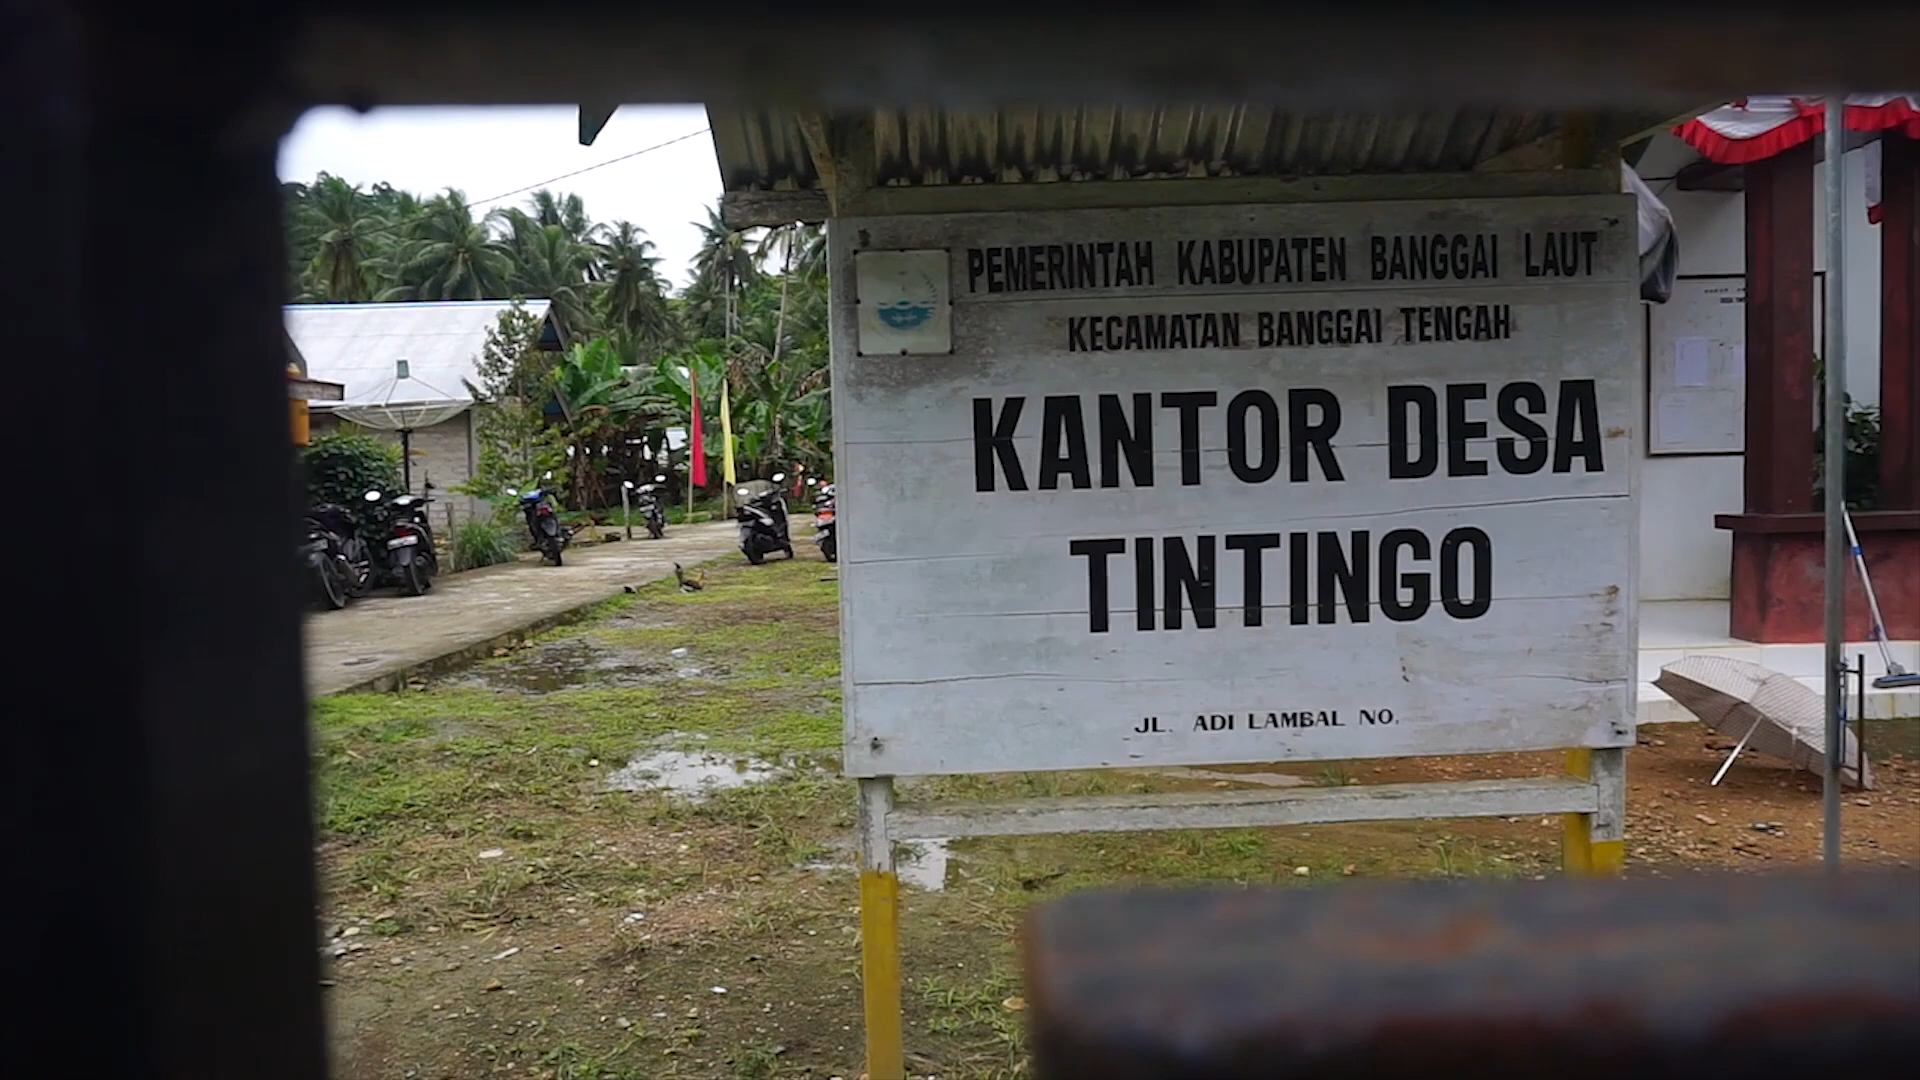 PEMERINTAH KABUPATEN BANGGAI LAUT
KECAMATAN BANGGAI TENGAH
KANTOR DESA
TINTINGO
JL. ADI LAMBAL NO.